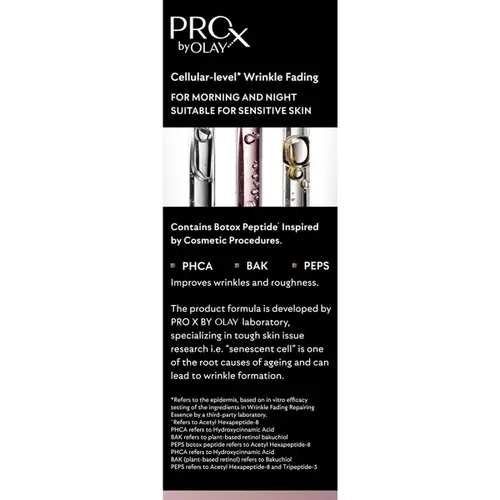 PROX
by OLAY
Cellular-level* Wrinkle Fading
FOR MORNING AND NIGHT
SUITABLE FOR SENSITIVE SKIN
Contains Botox Peptide^ Inspired
by Cosmetic Procedures.
PHCA BAK PEPS
Improves wrinkles and roughness.
The product formula is developed by
PRO X BY OLAY laboratory,
specializing in tough skin issue
research i.e. "senescent cell" is one
of the root causes of ageing and can
lead to wrinkle formation.
*Refers to the epidermis, based on in vitro efficacy
testing of the ingredients in Wrinkle Fading Repairing
Essence by a third-party laboratory.
^Refers to Acetyl Hexapeptide-8
PHCA refers to Hydroxycinnamic Acid
BAK refers to plant-based retinol bakuchiol
PEPS botox peptide refers to Acetyl Hexapeptide-8
PHCA refers to Hydroxycinnamic Acid
BAK (plant-based retinol) refers to Bakuchiol
PEPS refers to Acetyl Hexapeptide-8 and Tripeptide-3